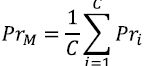 $Pr_M = \frac{1}{C} \sum_{i=1}^{C} Pr_i$